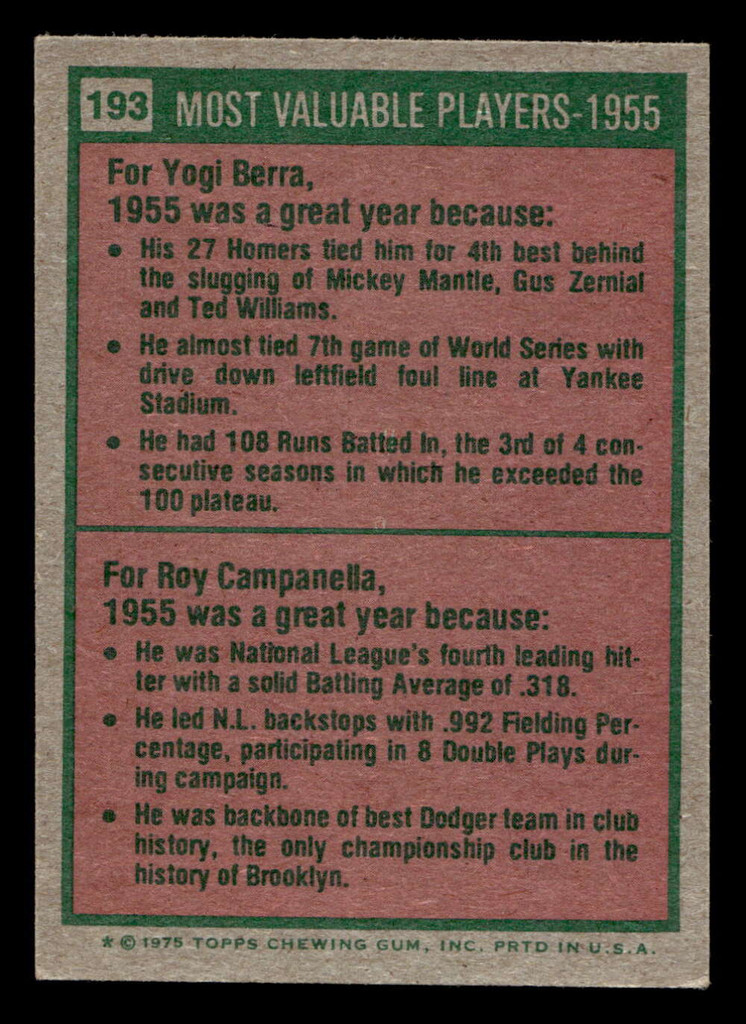 193 MOST VALUABLE PLAYERS-1955
For Yogi Berra,
1955 was a great year because:
● His 27 Homers tied him for 4th best behind
the slugging of Mickey Mantle, Gus Zernial
and Ted Williams.
● He almost tied 7th game of World Series with
drive down leftfield foul line at Yankee
Stadium.
● He had 108 Runs Batted In, the 3rd of 4 con-
secutive seasons in which he exceeded the
100 plateau.
For Roy Campanella,
1955 was a great year because:
● He was National League's fourth leading hit-
ter with a solid Batting Average of .318.
● He led N.L. backstops with .992 Fielding Per-
centage, participating in 8 Double Plays dur-
ing campaign.
● He was backbone of best Dodger team in club
history, the only championship club in the
history of Brooklyn.
* © 1975 TOPPS CHEWING GUM, INC. PRTD IN U.S.A.